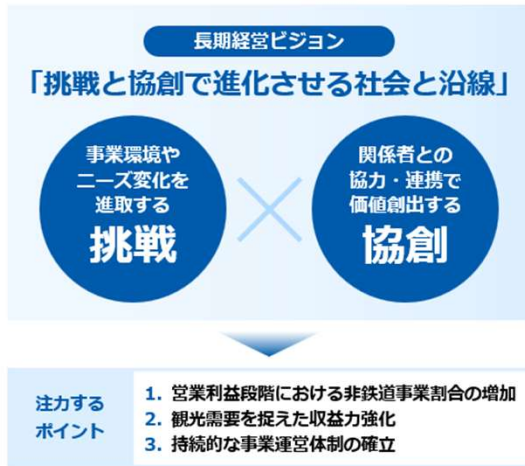 長期経営ビジョン
「挑戦と協創で進化させる社会と沿線」
事業環境や
ニーズ変化を
進取する
挑戦
関係者との
協力・連携で
価値創出する
協創
注力する
ポイント
1. 営業利益段階における非鉄道事業割合の増加
2. 観光需要を捉えた収益力強化
3. 持続的な事業運営体制の確立